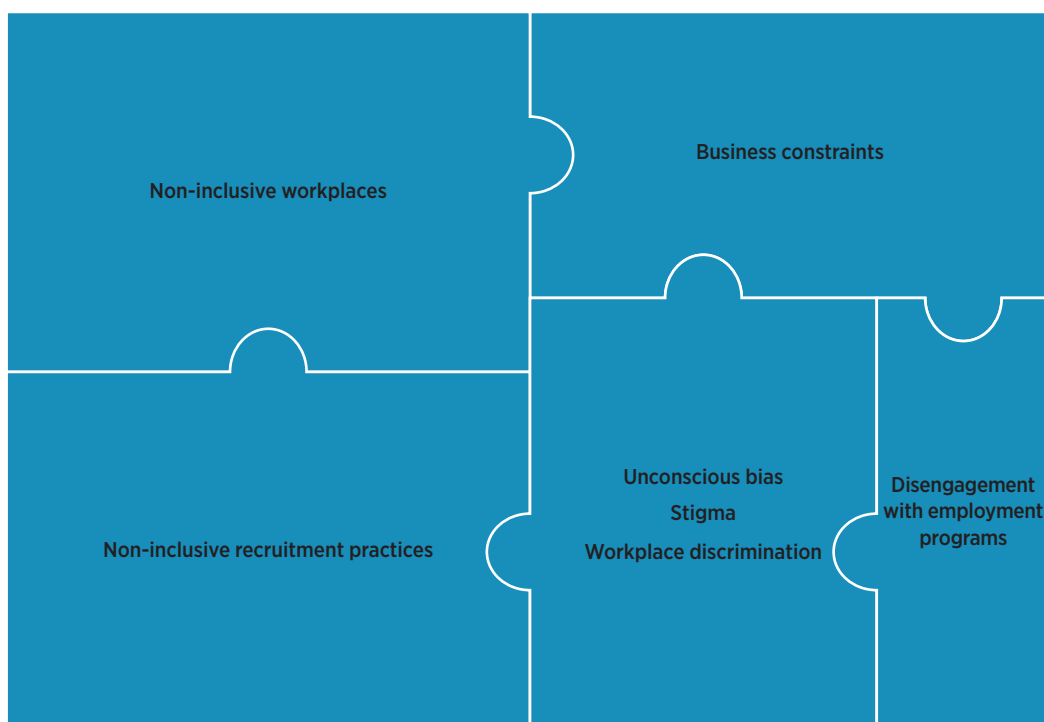 Non-inclusive workplaces
Business constraints
Non-inclusive recruitment practices
Unconscious bias
Stigma
Workplace discrimination
Disengagement
with employment
programs